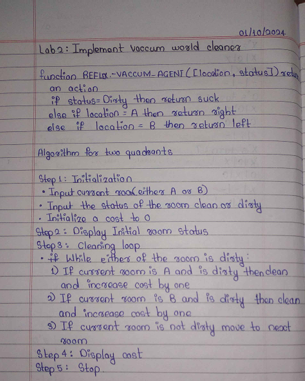 01/10/2024
Lab 2: Implement vaccum world cleaner
function REFLEX-VACCUM-AGENT([location, status])
an action
if status=Dirty then return suck
else if location = A then return right
else if location = B then return left
Algorithm for two quadrants
Step 1: Initialization
• Input current room(either A or B)
• Input the status of the room clean or dirty
• Initialize a cost to 0
Step 2: Display Initial room status
Step 3: Cleaning loop
• if While either of the room is dirty:
1) If current room is A and is dirty then clean
and increase cost by one
2) If current room is B and is dirty then clean
and increase cost by one
3) If current room is not dirty move to next
room
Step 4: Display cost
Step 5: Stop.